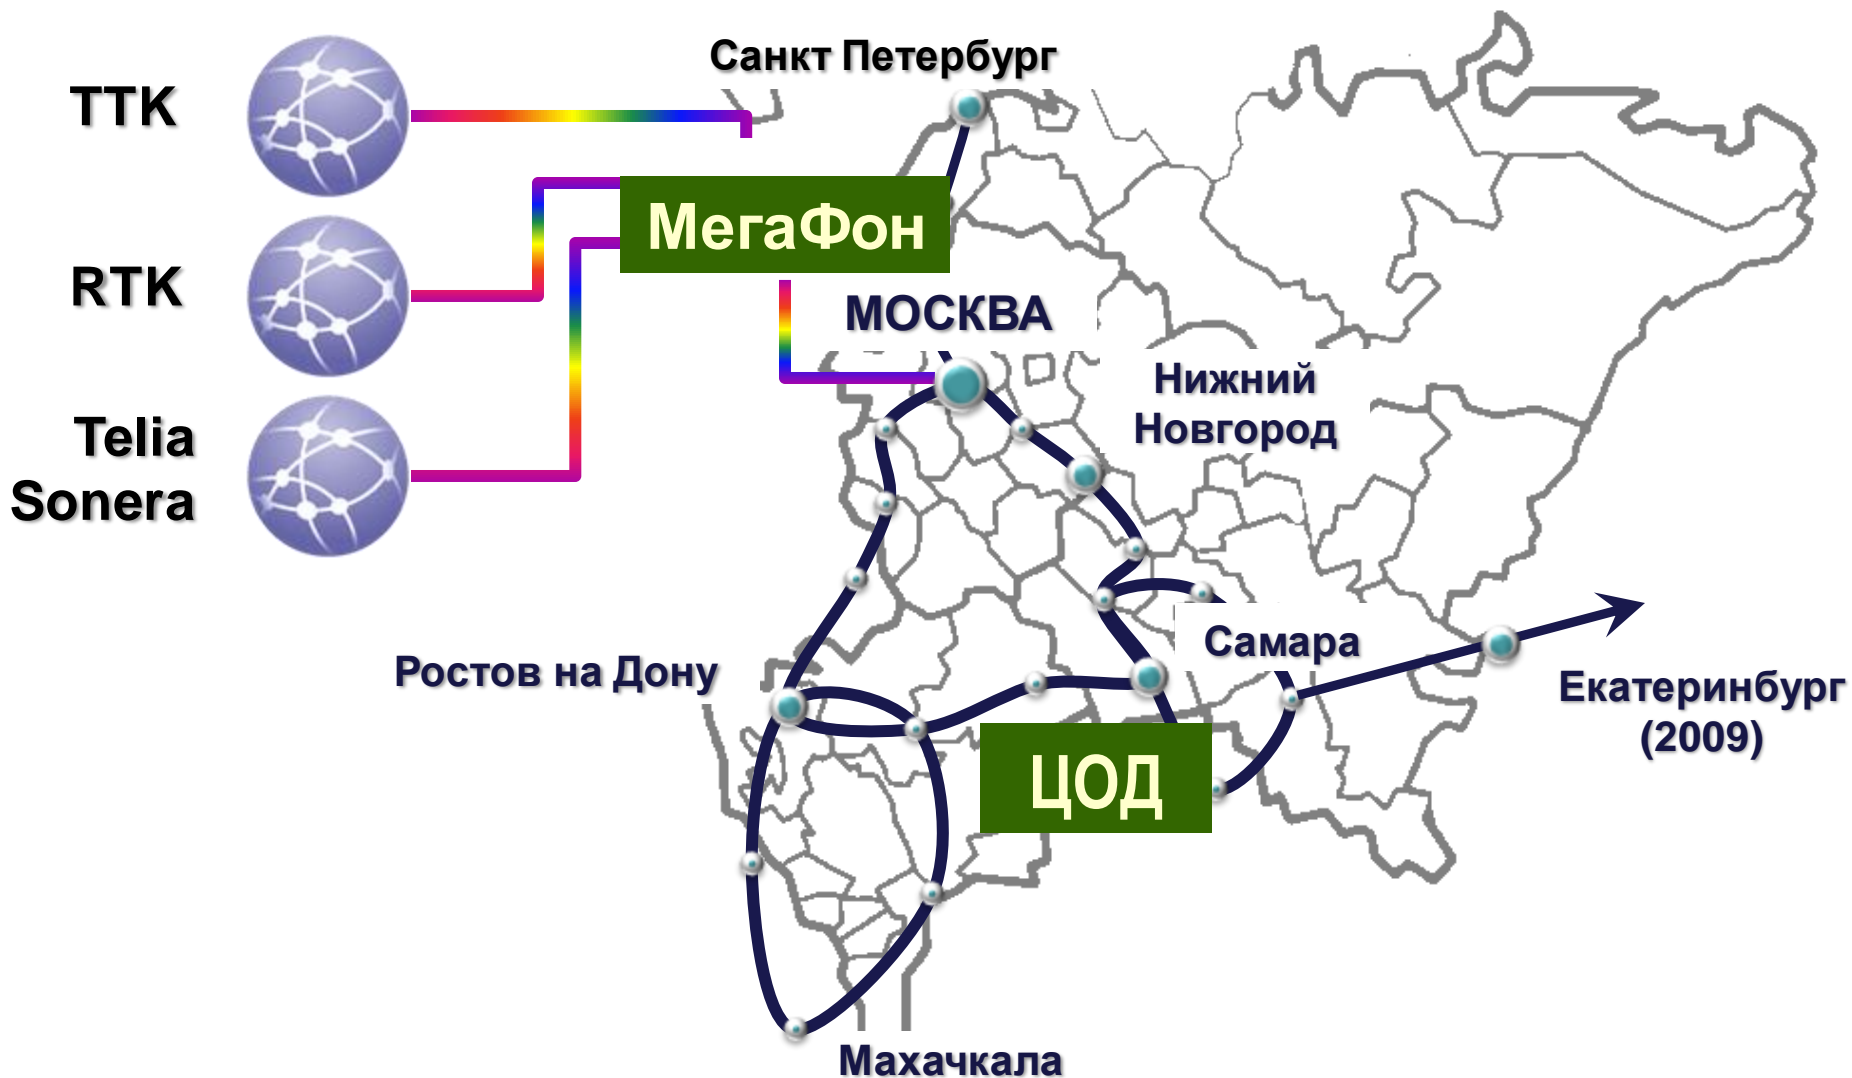 Санкт Петербург
TTK
МегаФон
RTK
МОСКВА
Нижний
Новгород
Telia
Sonera
Самара
Ростов на Дону
Екатеринбург
(2009)
ЦОД
Махачкала